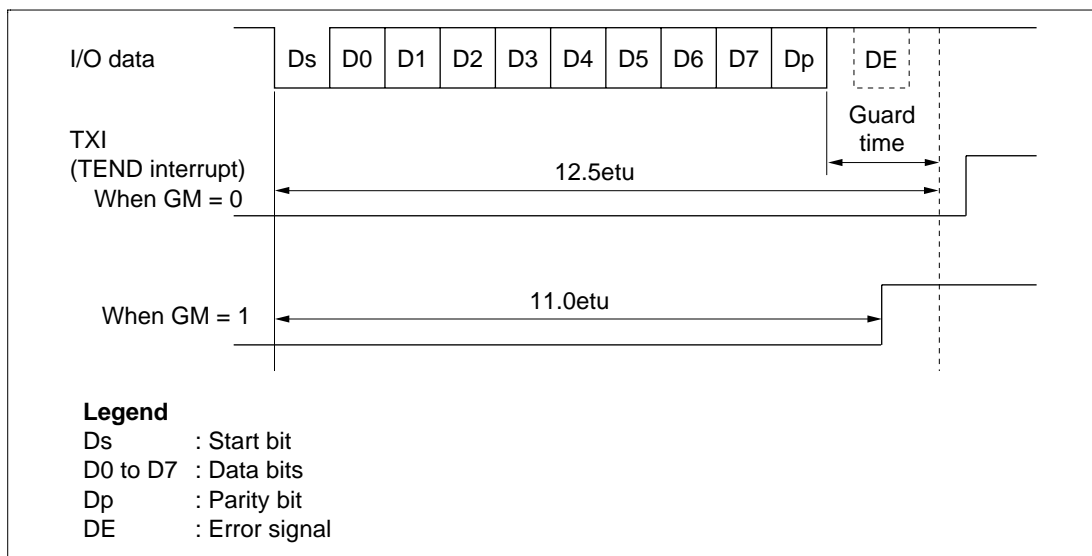 I/O data
Ds D0 D1 D2 D3 D4 D5 D6 D7 Dp DE
Guard
time
TXI
(TEND interrupt)
When GM = 0
12.5etu
When GM = 1
11.0etu
Legend
Ds : Start bit
D0 to D7 : Data bits
Dp : Parity bit
DE : Error signal